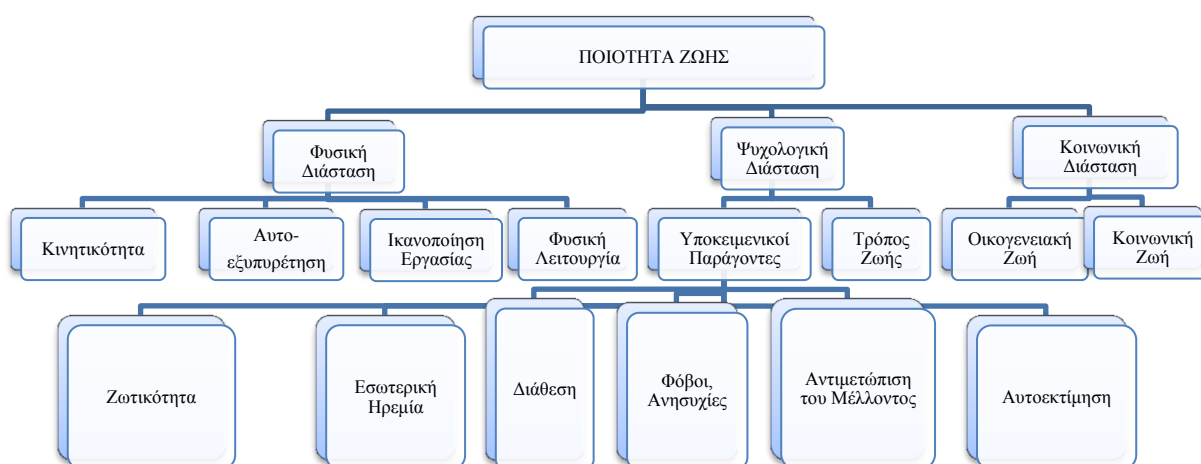 ΠΟΙΟΤΗΤΑ ΖΩΗΣ
Φυσική
Διάσταση
Ψυχολογική
Διάσταση
Κοινωνική
Διάσταση
Κινητικότητα
Αυτο-
εξυπυρέτηση
Ικανοποίηση
Εργασίας
Φυσική
Λειτουργία
Υποκειμενικοί
Παράγοντες
Τρόπος
Ζωής
Οικογενειακή
Ζωή
Κοινωνική
Ζωή
Ζωτικότητα
Εσωτερική
Ηρεμία
Διάθεση
Φόβοι,
Ανησυχίες
Αντιμετώπιση
του Μέλλοντος
Αυτοεκτίμηση